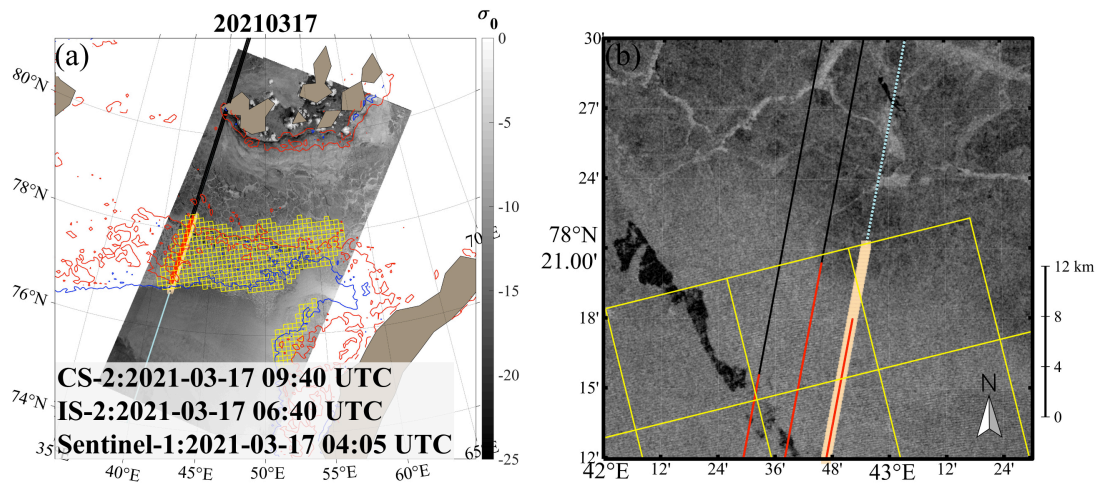 20210317
σ0
(a)
0
-5
-10
-15
-20
-25
80°N
78°N
76°N
74°N
35°E
40°E
45°E
50°E
55°E
60°E
65°E
70°E
CS-2:2021-03-17 09:40 UTC
IS-2:2021-03-17 06:40 UTC
Sentinel-1:2021-03-17 04:05 UTC
(b)
30'
27'
24'
78°N
21.00'
18'
15'
12'
42°E
12'
24'
36'
48'
43°E
12'
24'
12 km
8
4
0
N